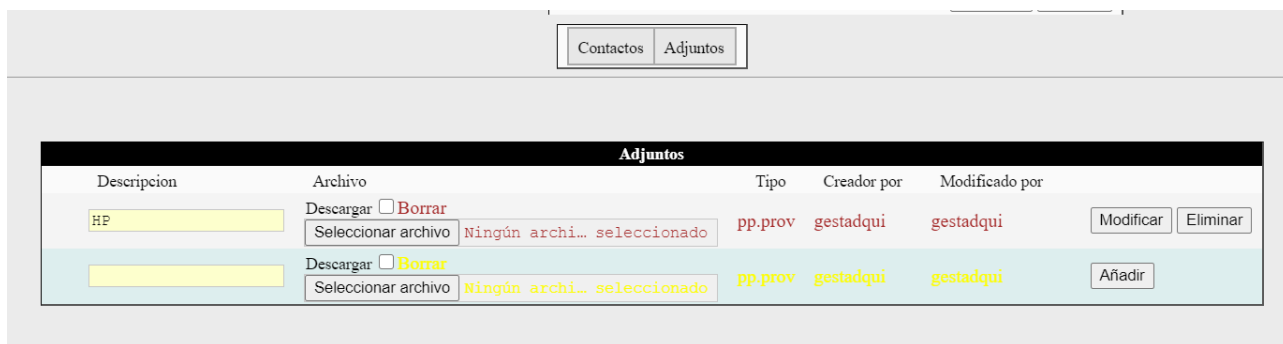 Contactos Adjuntos
Adjuntos
Descripcion Archivo Tipo Creador por Modificado por
Descargar Borrar
HP Seleccionar archivo Ningún archi… seleccionado pp.prov gestadqui gestadqui Modificar Eliminar
Descargar Borrar
Seleccionar archivo Ningún archi… seleccionado pp.prov gestadqui gestadqui Añadir